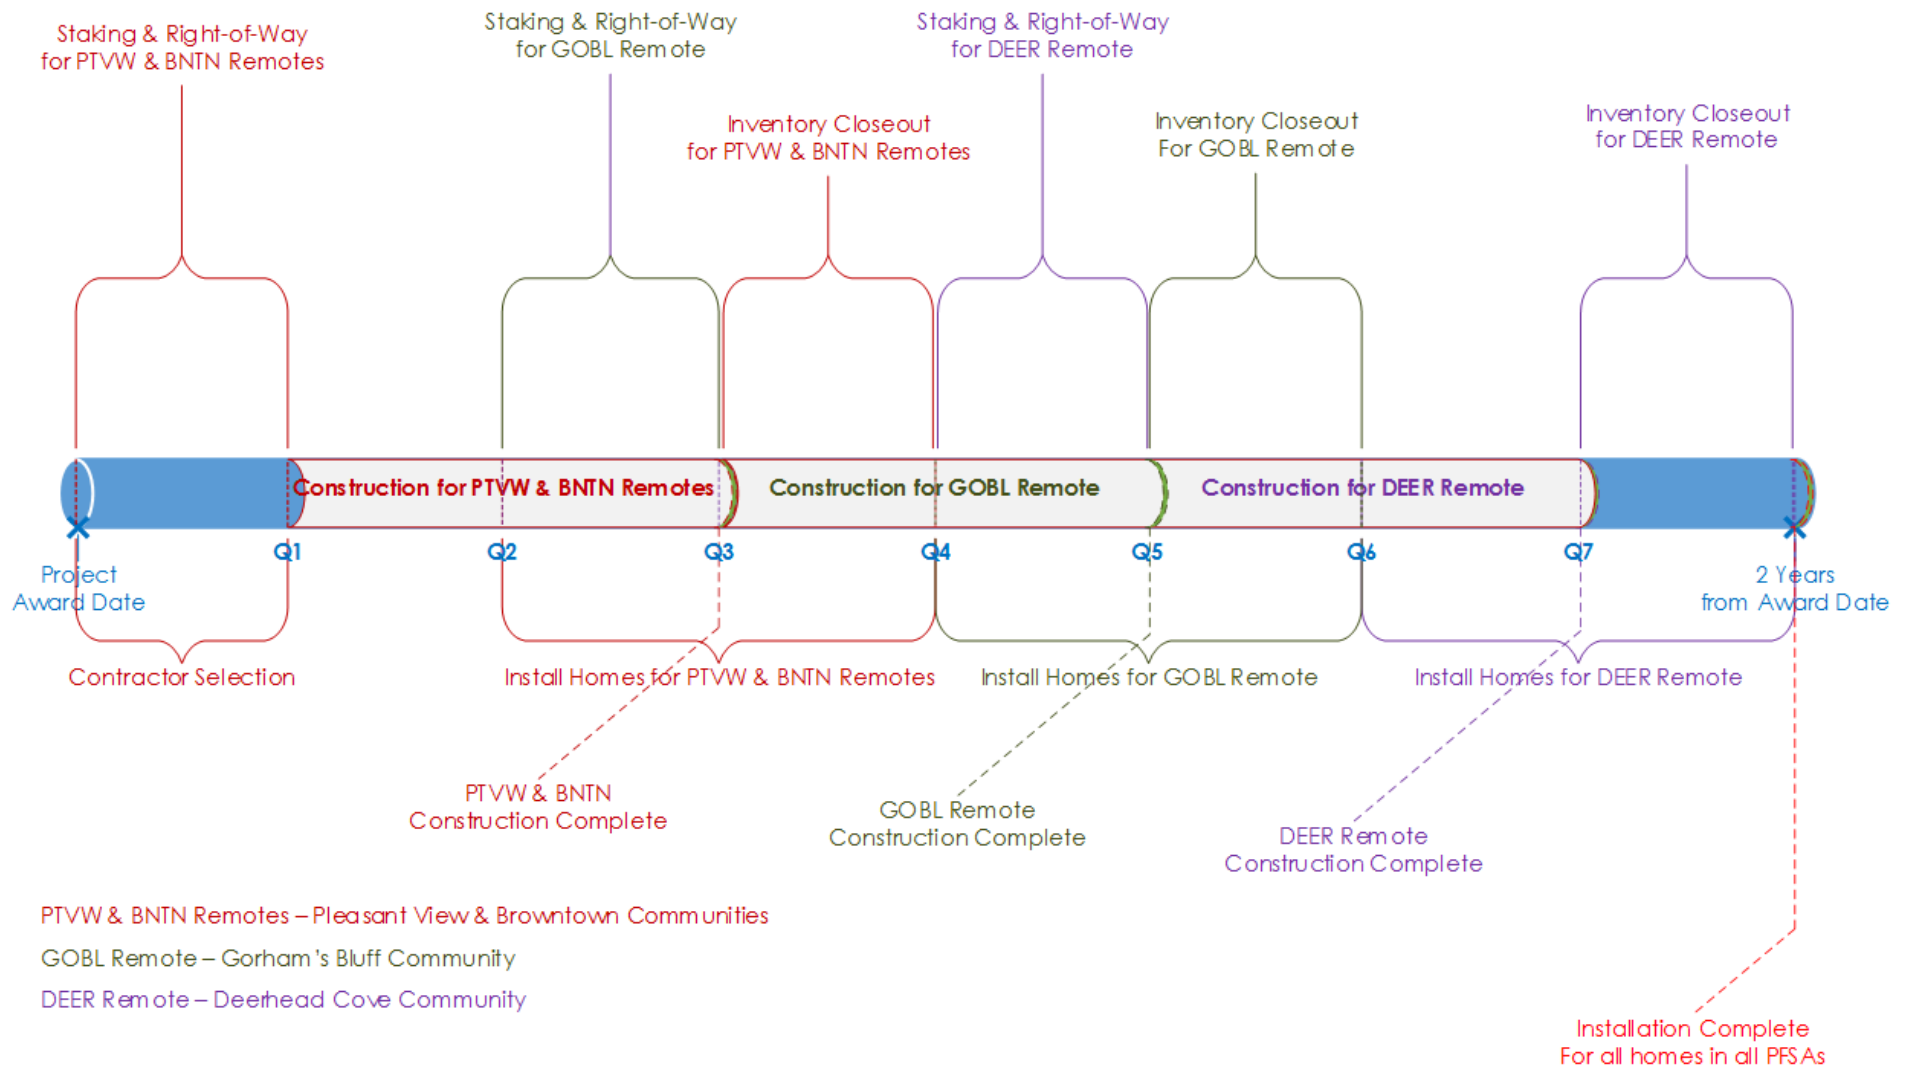 Staking & Right-of-Way
for PTVW & BNTN Remotes
Staking & Right-of-Way
for GOBL Remote
Staking & Right-of-Way
for DEER Remote
Inventory Closeout
for PTVW & BNTN Remotes
Inventory Closeout
For GOBL Remote
Inventory Closeout
for DEER Remote
Construction for PTVW & BNTN Remotes
Construction for GOBL Remote
Construction for DEER Remote
Q1
Q2
Q3
Q4
Q5
Q6
Q7
Project
Award Date
2 Years
from Award Date
Contractor Selection
Install Homes for PTVW & BNTN Remotes
Install Homes for GOBL Remote
Install Homes for DEER Remote
PTVW & BNTN
Construction Complete
GOBL Remote
Construction Complete
DEER Remote
Construction Complete
PTVW & BNTN Remotes – Pleasant View & Browntown Communities
GOBL Remote – Gorham's Bluff Community
DEER Remote – Deerhead Cove Community
Installation Complete
For all homes in all PFSAs